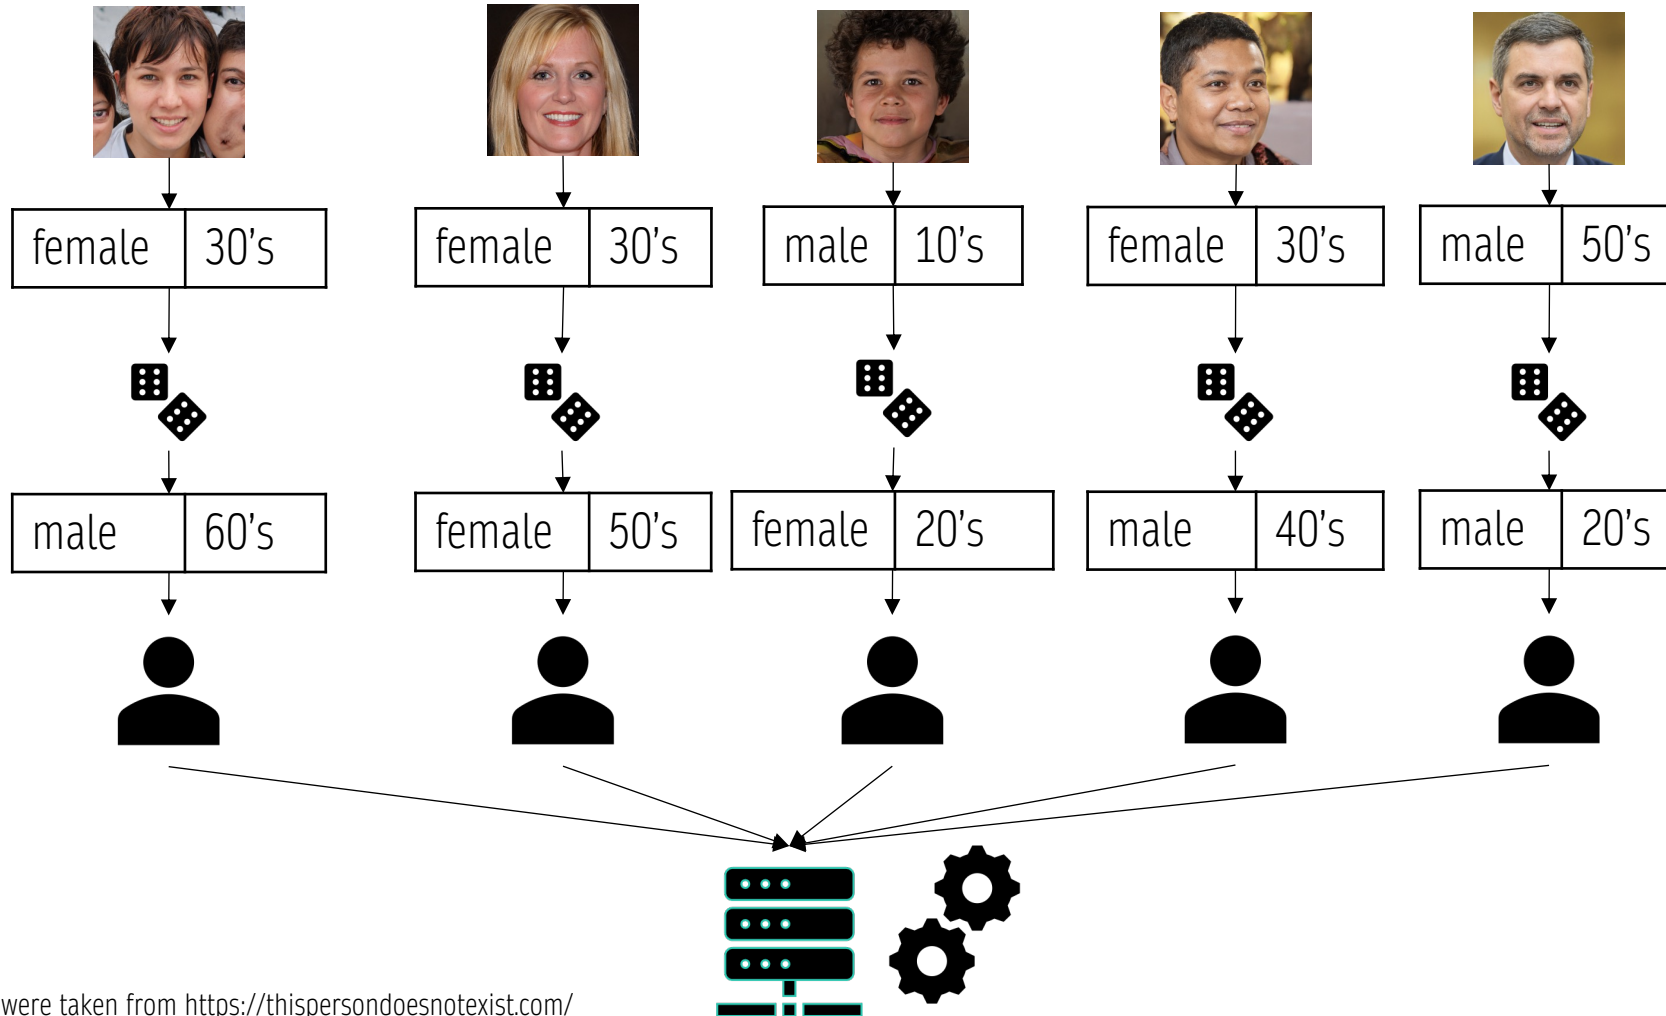 female 30's female 30's male 10's female 30's male 50's
male 60's female 50's female 20's male 40's male 20's
were taken from https://thispersondoesnotexist.com/